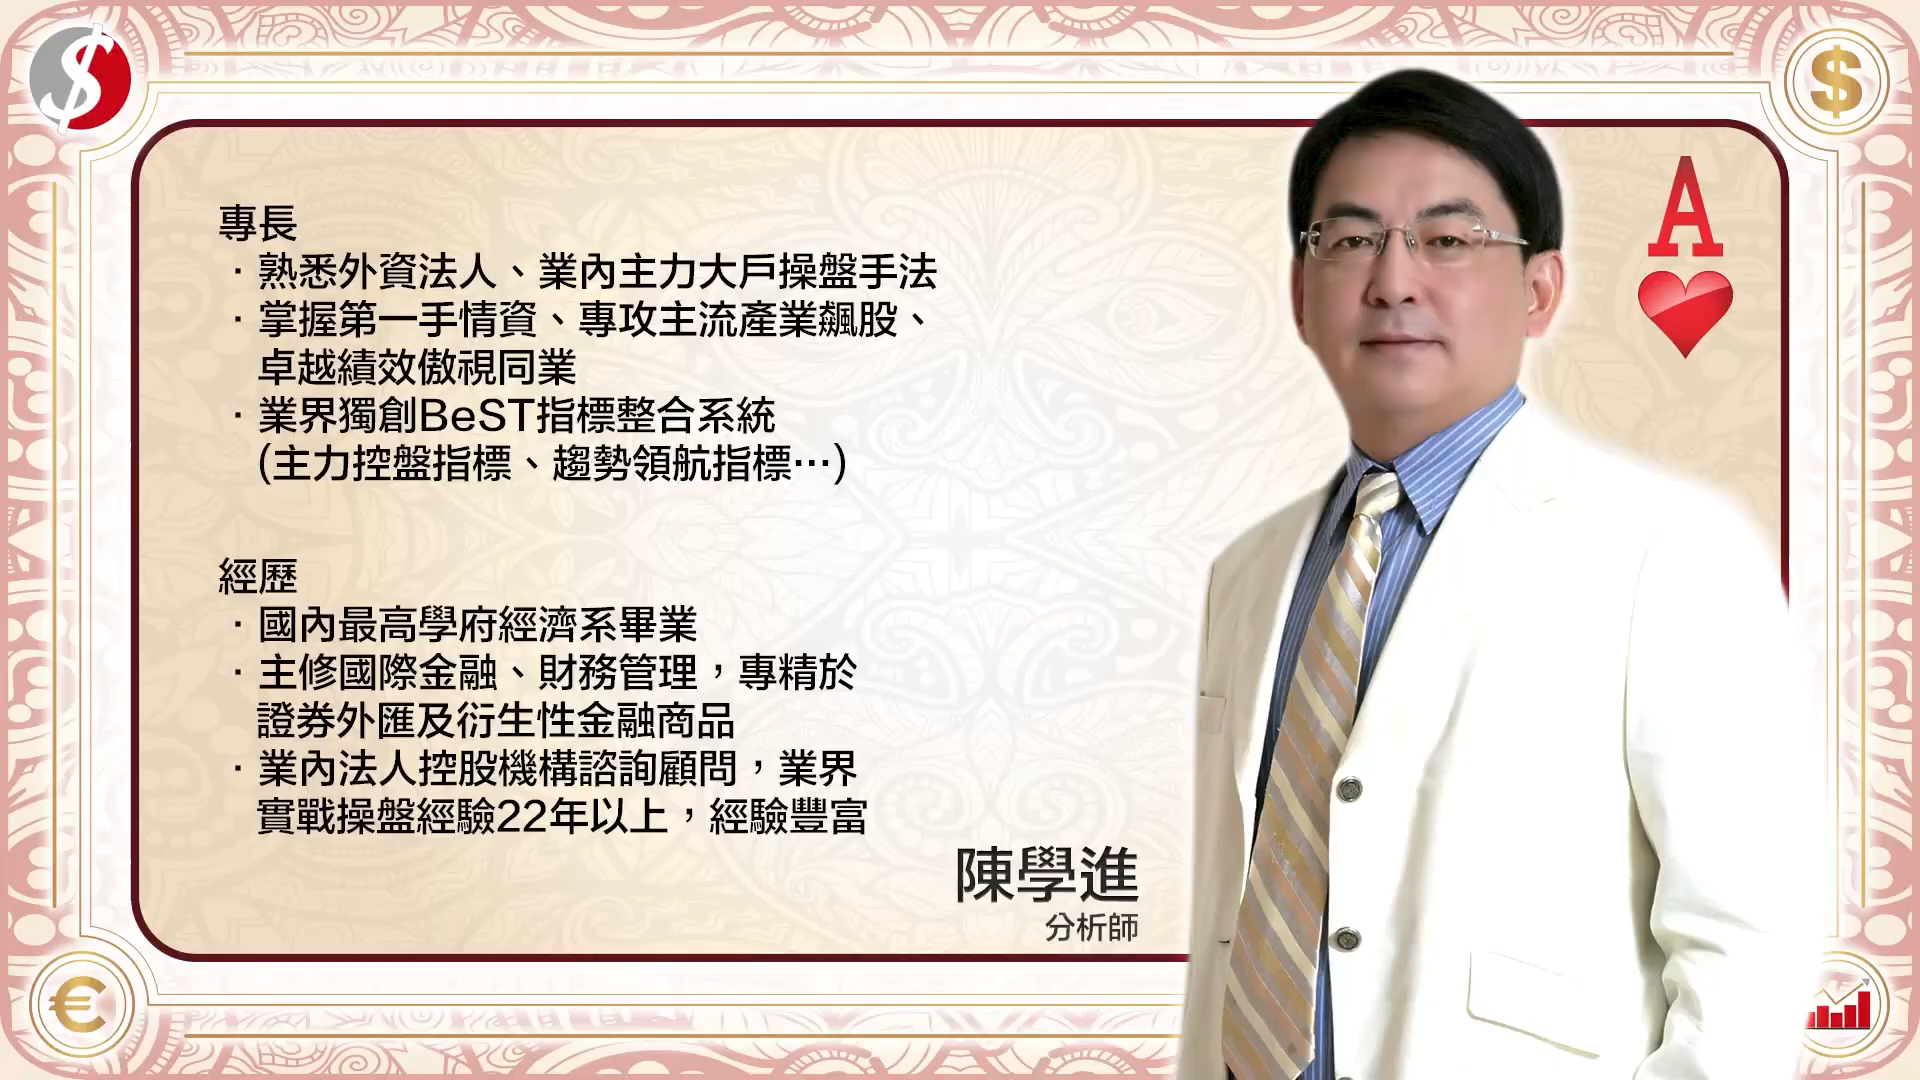 專長
·熟悉外資法人、業內主力大戶操盤手法
·掌握第一手情資、專攻主流產業飆股、
卓越績效傲視同業
·業界獨創BeST指標整合系統
(主力控盤指標、趨勢領航指標⋯)
經歷
·國內最高學府經濟系畢業
·主修國際金融、財務管理，專精於
證券外匯及衍生性金融商品
·業內法人控股機構諮詢顧問，業界
實戰操盤經驗22年以上，經驗豐富
陳學進
分析師
A
$
$
€